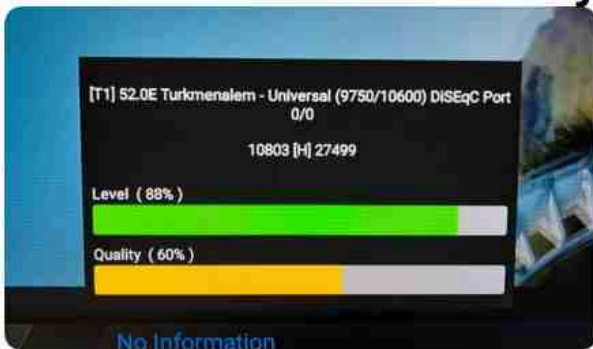 [T1] 52.0E Turkmenalem - Universal (9750/10600) DiSEqC Port
0/0
10803 [H] 27499
Level ( 88% )
Quality ( 60% )
No Information